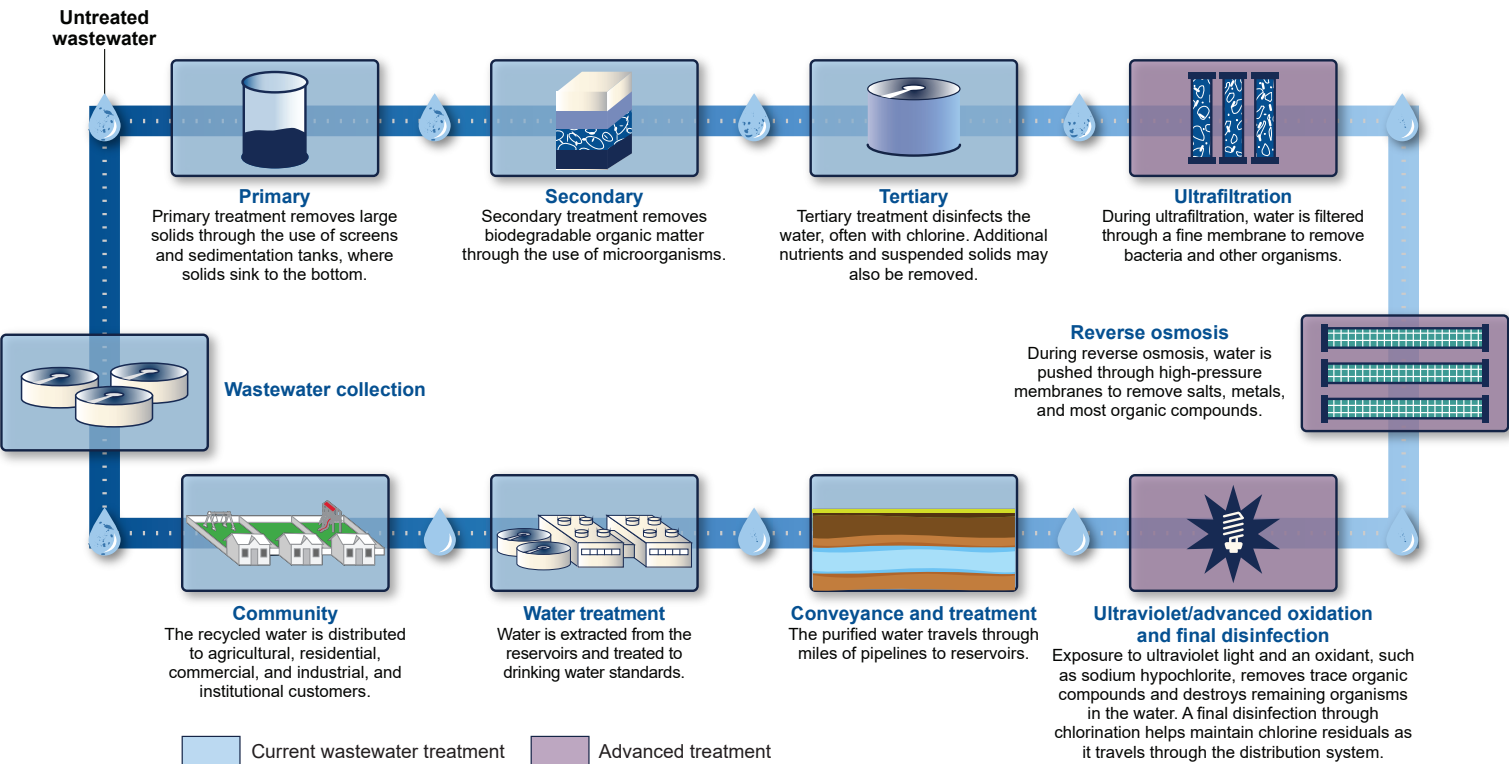 Untreated
wastewater
Primary
Primary treatment removes large
solids through the use of screens
and sedimentation tanks, where
solids sink to the bottom.
Secondary
Secondary treatment removes
biodegradable organic matter
through the use of microorganisms.
Tertiary
Tertiary treatment disinfects the
water, often with chlorine. Additional
nutrients and suspended solids may
also be removed.
Ultrafiltration
During ultrafiltration, water is filtered
through a fine membrane to remove
bacteria and other organisms.
Reverse osmosis
During reverse osmosis, water is
pushed through high-pressure
membranes to remove salts, metals,
and most organic compounds.
Wastewater collection
Community
The recycled water is distributed
to agricultural, residential,
commercial, and industrial, and
institutional customers.
Water treatment
Water is extracted from the
reservoirs and treated to
drinking water standards.
Conveyance and treatment
The purified water travels through
miles of pipelines to reservoirs.
Ultraviolet/advanced oxidation
and final disinfection
Exposure to ultraviolet light and an oxidant, such
as sodium hypochlorite, removes trace organic
compounds and destroys remaining organisms
in the water. A final disinfection through
chlorination helps maintain chlorine residuals as
it travels through the distribution system.
Current wastewater treatment
Advanced treatment